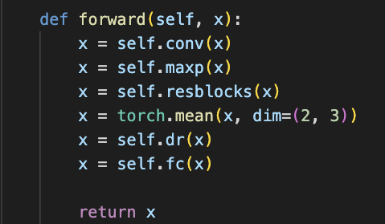 def forward(self, x):
    x = self.conv(x)
    x = self.maxp(x)
    x = self.resblocks(x)
    x = torch.mean(x, dim=(2, 3))
    x = self.dr(x)
    x = self.fc(x)

    return x